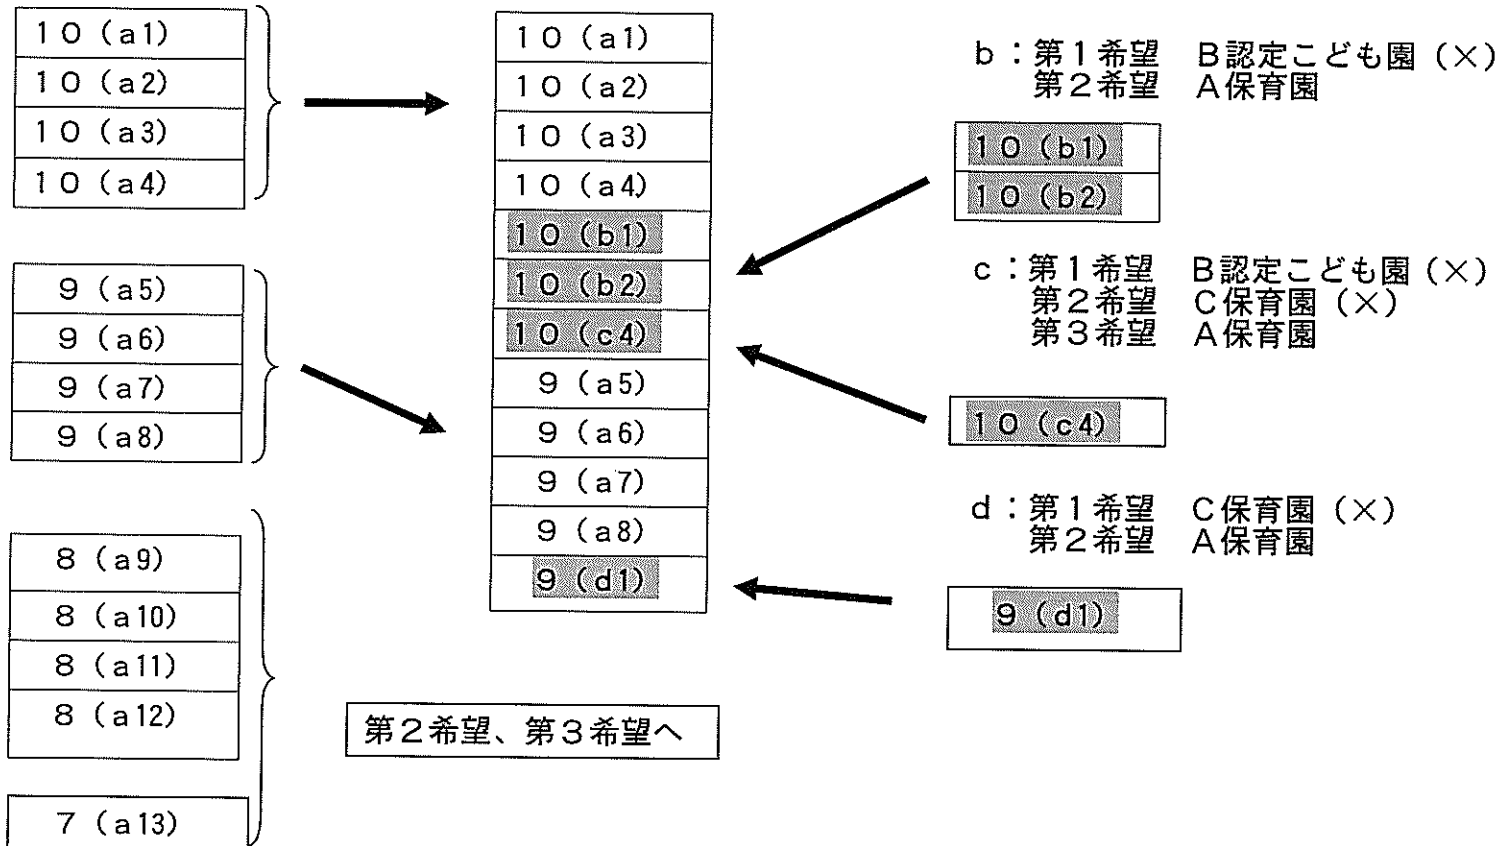 10(a1)
10(a2)
10(a3)
10(a4)
9(a5)
9(a6)
9(a7)
9(a8)
8(a9)
8(a10)
8(a11)
8(a12)
7(a13)
10(a1)
10(a2)
10(a3)
10(a4)
10(b1)
10(b2)
10(c4)
9(a5)
9(a6)
9(a7)
9(a8)
9(d1)
第2希望、第3希望へ
b:第1希望 B認定こども園(×)
第2希望 A保育園
10(b1)
10(b2)
c:第1希望 B認定こども園(×)
第2希望 C保育園(×)
第3希望 A保育園
10(c4)
d:第1希望 C保育園(×)
第2希望 A保育園
9(d1)